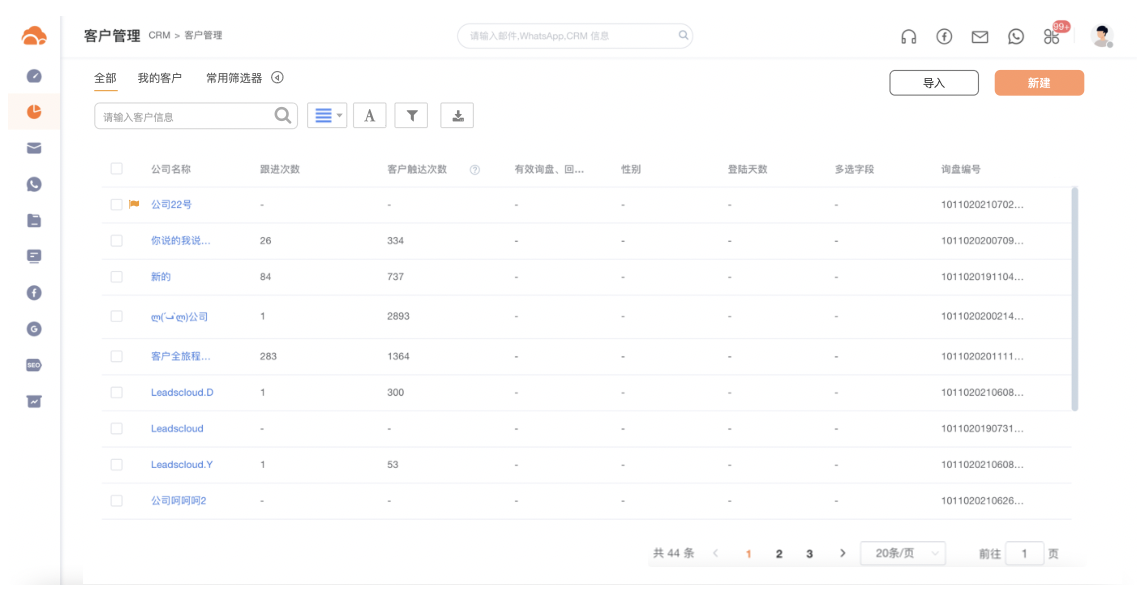 客户管理 CRM > 客户管理 请输入邮件,WhatsApp,CRM 信息 99+
全部 我的客户 常用筛选器 导入 新建
请输入客户信息 A
公司名称 跟进次数 客户触达次数 有效询盘、回... 性别 登陆天数 多选字段 询盘编号
公司22号 - - - - - - 1011020210702...
你说的我说... 26 334 - - - - 1011020200709...
新的 84 737 - - - - 1011020191104...
ლ(´ڡ`ლ)公司 1 2893 - - - - 1011020200214...
客户全旅程... 283 1364 - - - - 1011020201111...
SEO
Leadscloud.D 1 300 - - - - 1011020210608...
Leadscloud - - - - - - 1011020190731...
Leadscloud.Y 1 53 - - - - 1011020210608...
公司呵呵呵2 - - - - - - 1011020210626...
共 44 条 < 1 2 3 > 20条/页 前往 1 页